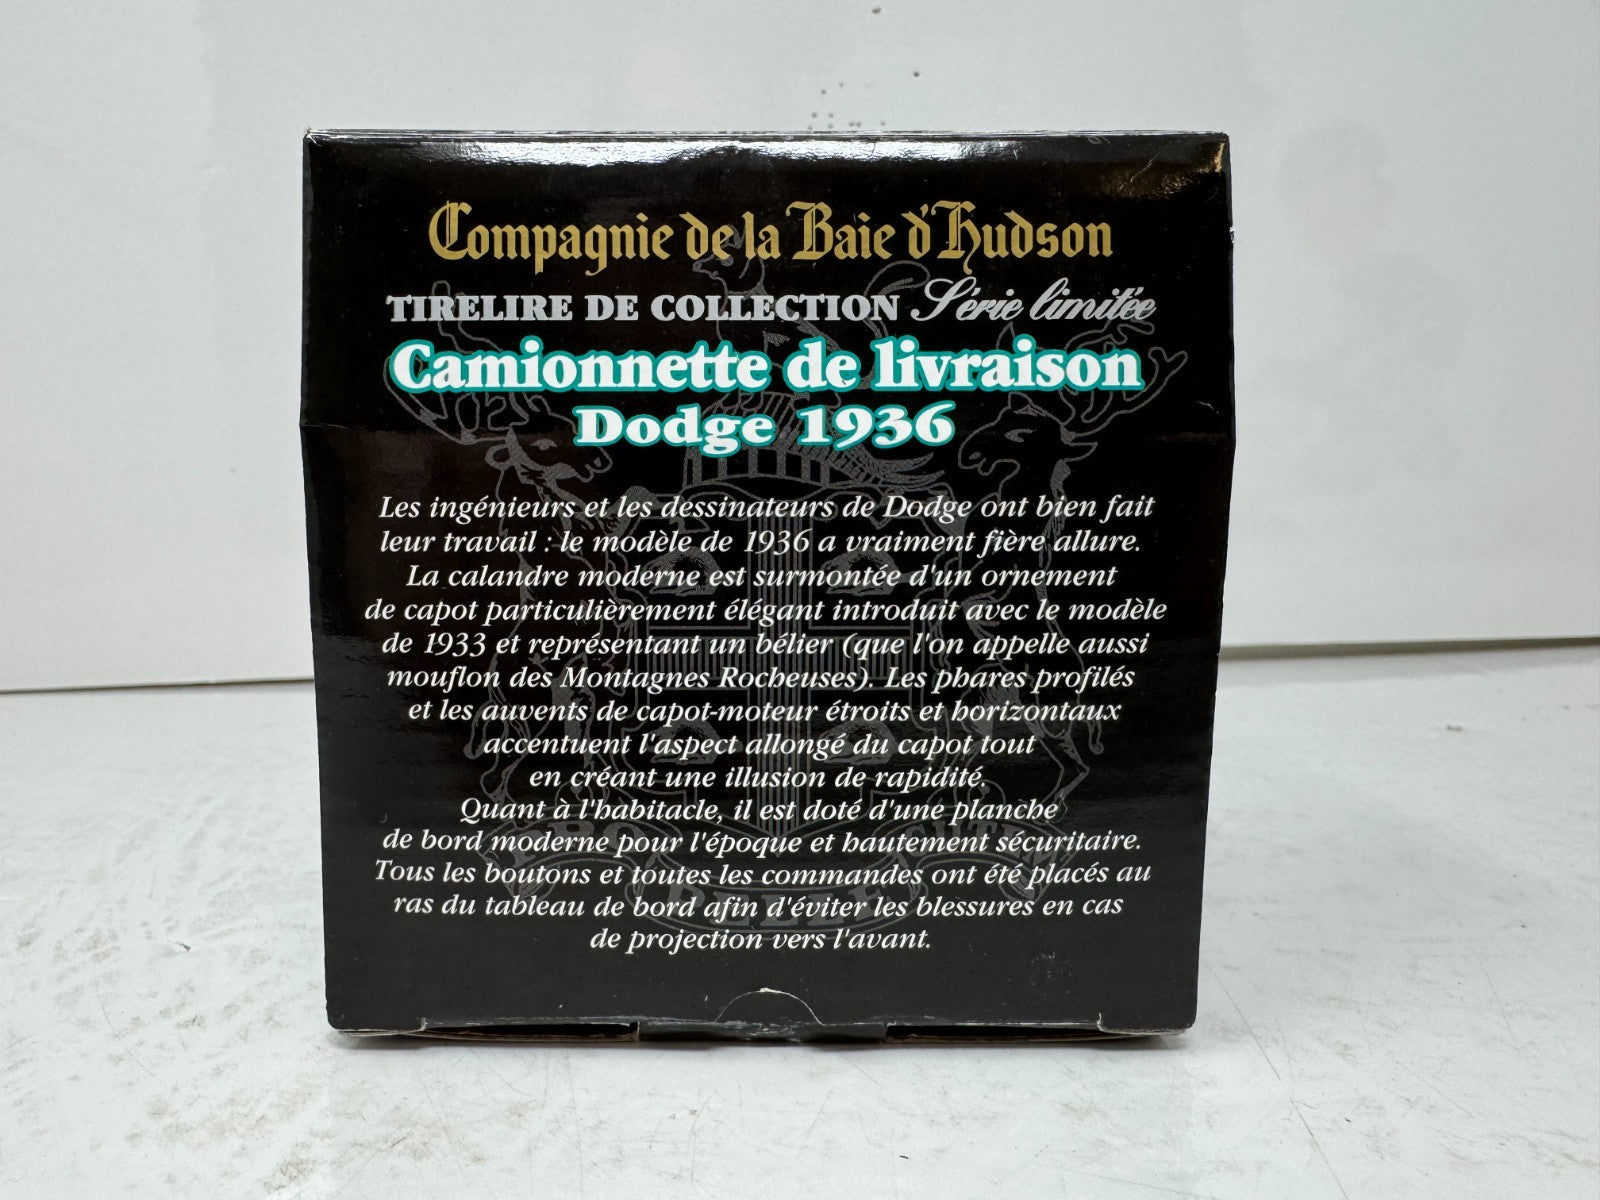 Compagnie de la Baie d'Hudson
TIRELIRE DE COLLECTION Série limitée
Camionnette de livraison
Dodge 1936
Les ingénieurs et les dessinateurs de Dodge ont bien fait
leur travail : le modèle de 1936 a vraiment fière allure.
La calandre moderne est surmontée d'un ornement
de capot particulièrement élégant introduit avec le modèle
de 1933 et représentant un bélier (que l'on appelle aussi
mouflon des Montagnes Rocheuses). Les phares profilés
et les auvents de capot-moteur étroits et horizontaux
accentuent l'aspect allongé du capot tout
en créant une illusion de rapidité.
Quant à l'habitacle, il est doté d'une planche
de bord moderne pour l'époque et hautement sécuritaire.
Tous les boutons et toutes les commandes ont été placés au
ras du tableau de bord afin d'éviter les blessures en cas
de projection vers l'avant.